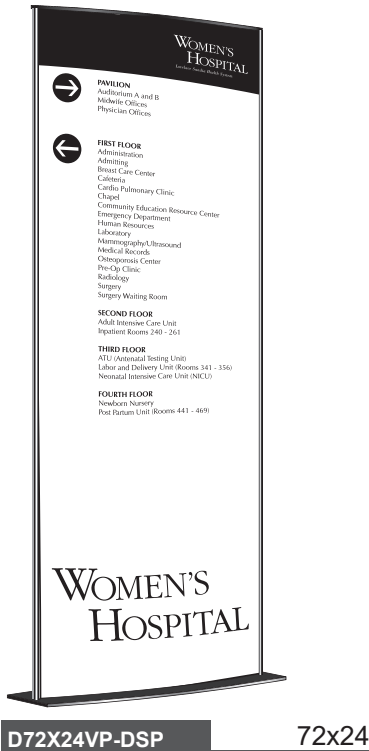 WOMEN'S
HOSPITAL
Lovelace Sandia Health System
PAVILION
Auditorium A and B
Midwife Offices
Physician Offices
FIRST FLOOR
Administration
Admitting
Breast Care Center
Cafeteria
Cardio Pulmonary Clinic
Chapel
Community Education Resource Center
Emergency Department
Human Resources
Laboratory
Mammography/Ultrasound
Medical Records
Osteoporosis Center
Pre-Op Clinic
Radiology
Surgery
Surgery Waiting Room
SECOND FLOOR
Adult Intensive Care Unit
Inpatient Rooms 240 - 261
THIRD FLOOR
ATU (Antenatal Testing Unit)
Labor and Delivery Unit (Rooms 341 - 356)
Neonatal Intensive Care Unit (NICU)
FOURTH FLOOR
Newborn Nursery
Post Partum Unit (Rooms 441 - 469)
WOMEN'S
HOSPITAL
D72X24VP-DSP
72x24